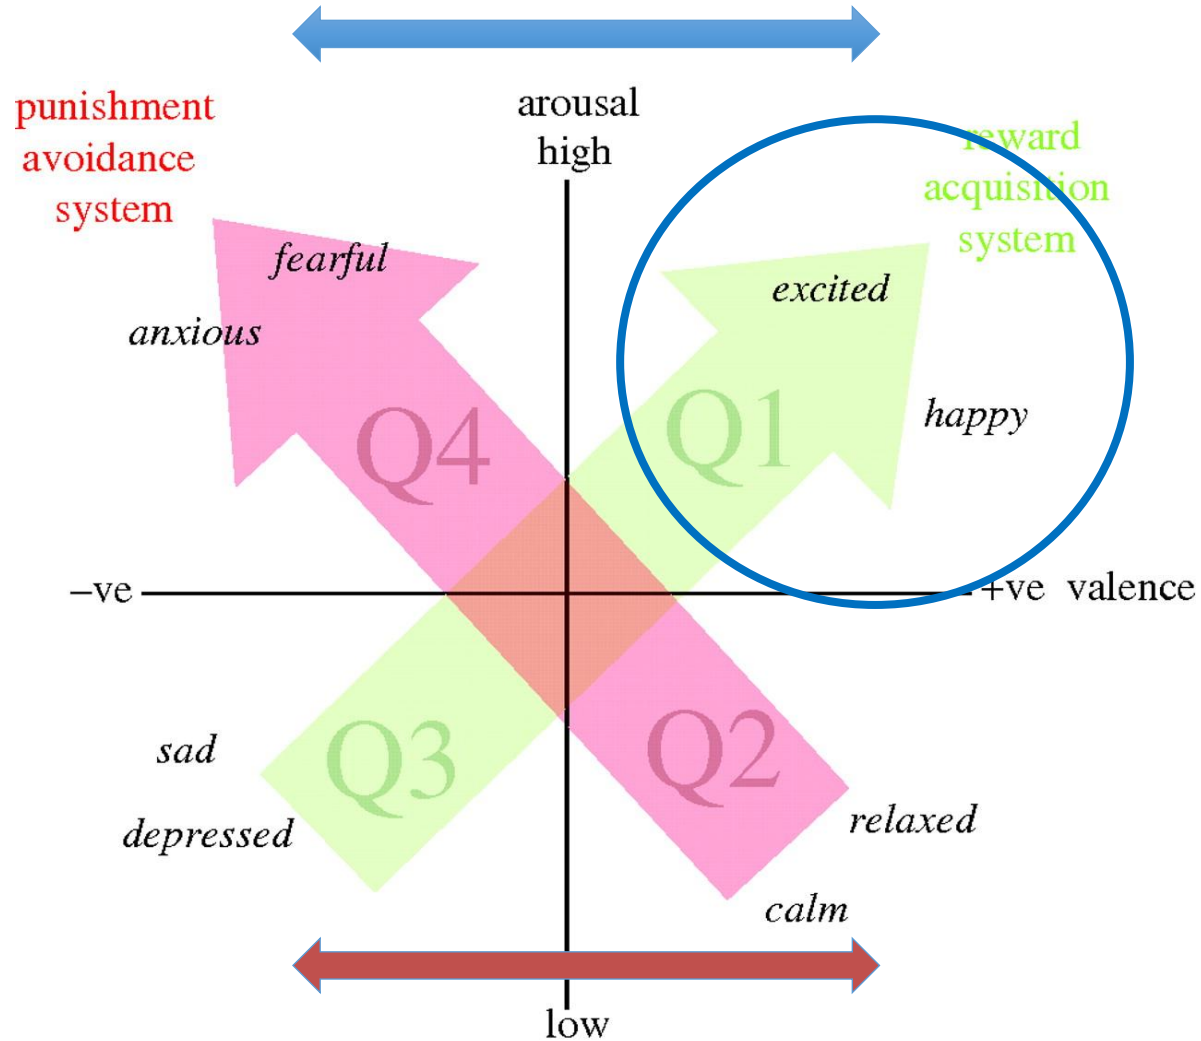 punishment
avoidance
system
arousal
high
reward
acquisition
system
fearful
excited
anxious
happy
Q4
Q1
–ve
+ve valence
Q3
Q2
sad
depressed
relaxed
calm
low